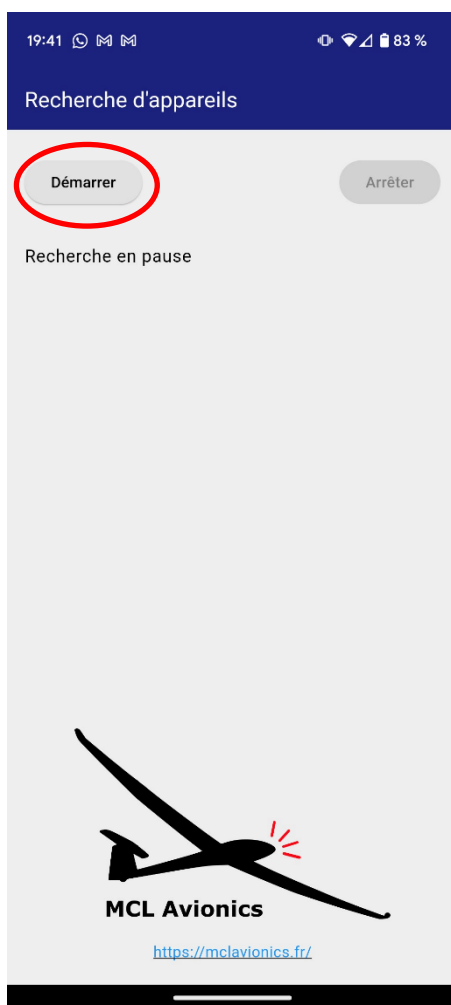 19:41 83 %
Recherche d'appareils
Démarrer Arrêter
Recherche en pause
MCL Avionics
https://mclavionics.fr/